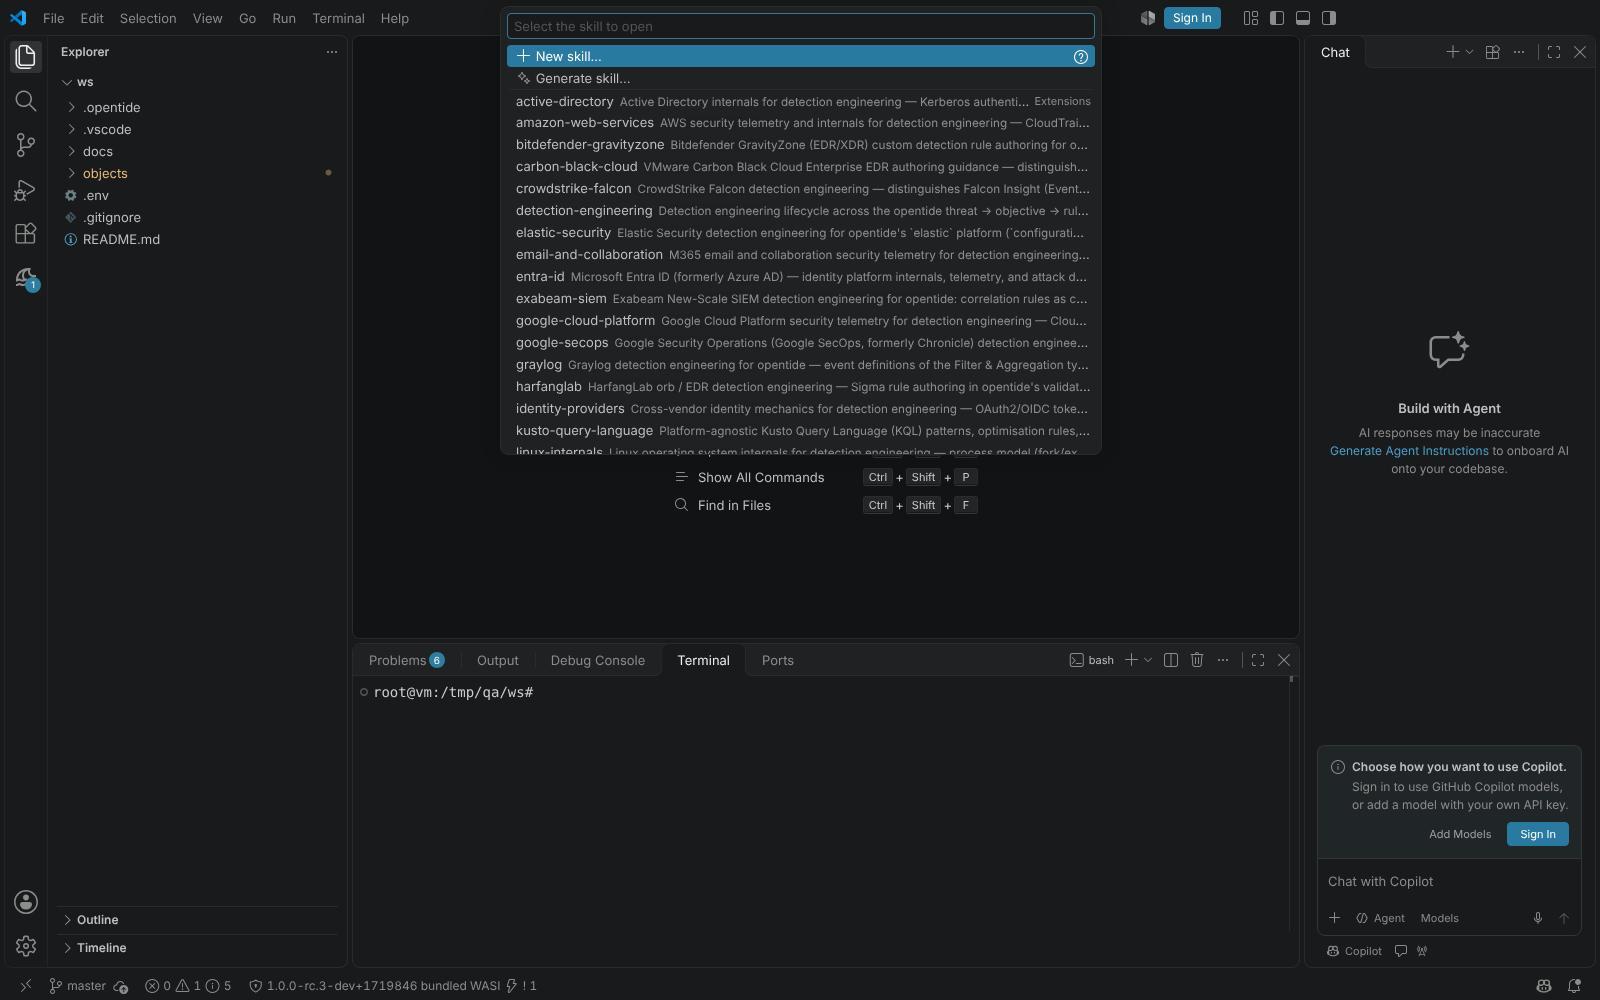 File Edit Selection View Go Run Terminal Help
Select the skill to open
Sign In
Explorer
New skill...
Chat
Generate skill...
ws
active-directory Active Directory internals for detection engineering — Kerberos authenti... Extensions
.opentide
amazon-web-services AWS security telemetry and internals for detection engineering — CloudTrai...
.vscode
bitdefender-gravityzone Bitdefender GravityZone (EDR/XDR) custom detection rule authoring for o...
docs
carbon-black-cloud VMware Carbon Black Cloud Enterprise EDR authoring guidance — distinguish...
objects
crowdstrike-falcon CrowdStrike Falcon detection engineering — distinguishes Falcon Insight (Event...
.env
detection-engineering Detection engineering lifecycle across the opentide threat → objective → rul...
.gitignore
elastic-security Elastic Security detection engineering for opentide's `elastic` platform (`configurati...
README.md
email-and-collaboration M365 email and collaboration security telemetry for detection engineering...
entra-id Microsoft Entra ID (formerly Azure AD) — identity platform internals, telemetry, and attack d...
1
exabeam-siem Exabeam New-Scale SIEM detection engineering for opentide: correlation rules as c...
google-cloud-platform Google Cloud Platform security telemetry for detection engineering — Clou...
google-secops Google Security Operations (Google SecOps, formerly Chronicle) detection enginee...
graylog Graylog detection engineering for opentide — event definitions of the Filter & Aggregation ty...
harfanglab HarfangLab orb / EDR detection engineering — Sigma rule authoring in opentide's validat...
identity-providers Cross-vendor identity mechanics for detection engineering — OAuth2/OIDC toke...
kusto-query-language Platform-agnostic Kusto Query Language (KQL) patterns, optimisation rules,...
linux-internals Linux operating system internals for detection engineering — process model (fork/ex...
Show All Commands Ctrl + Shift + P
Find in Files Ctrl + Shift + F
Build with Agent
AI responses may be inaccurate
Generate Agent Instructions to onboard AI
onto your codebase.
Problems 6 Output Debug Console Terminal Ports
bash
root@vm:/tmp/qa/ws#
Choose how you want to use Copilot.
Sign in to use GitHub Copilot models,
or add a model with your own API key.
Add Models Sign In
Chat with Copilot
Agent Models
Copilot
Outline
Timeline
master 0 1 5 1.0.0-rc.3-dev+1719846 bundled WASI ! 1